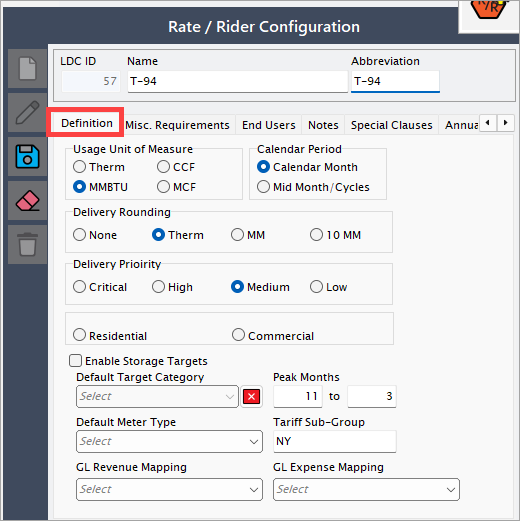 Rate / Rider Configuration
LDC ID Name Abbreviation
57 T-94 T-94
Definition Misc. Requirements End Users Notes Special Clauses Annua
Usage Unit of Measure Calendar Period
Therm CCF Calendar Month
MMBTU MCF Mid Month/Cycles
Delivery Rounding
None Therm MM 10 MM
Delivery Prioirity
Critical High Medium Low
Residential Commercial
Enable Storage Targets
Default Target Category Peak Months
Select 11 to 3
Default Meter Type Tariff Sub-Group
Select NY
GL Revenue Mapping GL Expense Mapping
Select Select